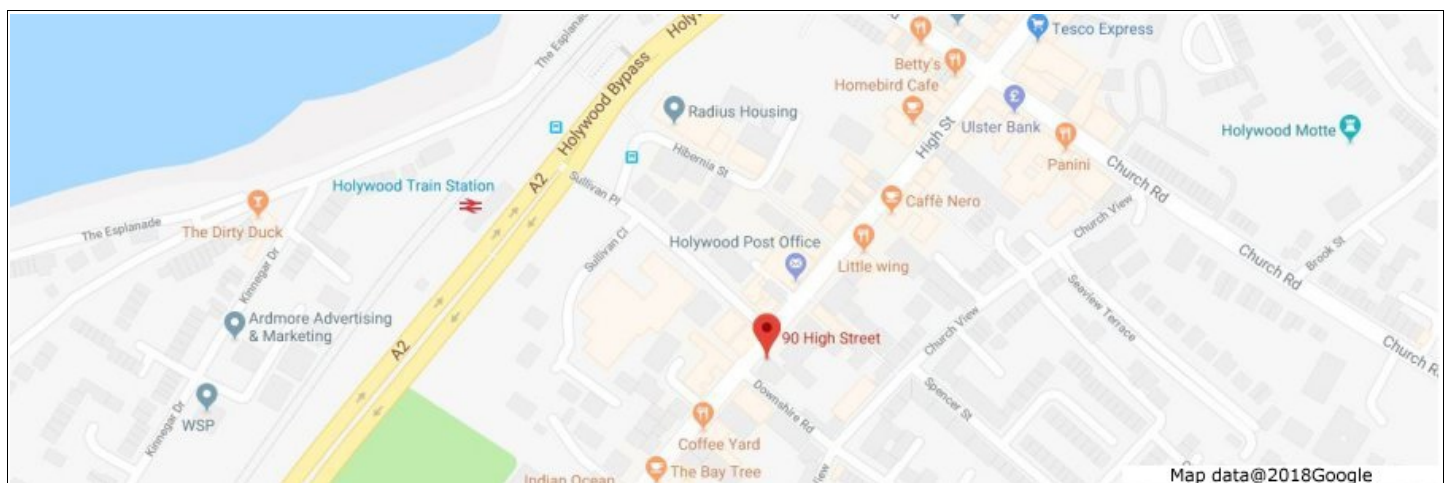 The Esplanade
Holywood Bypass
Tesco Express
Betty's
Homebird Cafe
Radius Housing
Ulster Bank
High St
Holywood Motte
Panini
Hibernia St
Church Rd
Holywood Train Station
A2
Sullivan Pl
Caffè Nero
The Dirty Duck
The Esplanade
Church View
Sullivan Cl
Holywood Post Office
Little wing
Brook St
Church Rd
Kinnegar Dr
Seaview Terrace
Ardmore Advertising
& Marketing
90 High Street
Church View
A2
Spencer St
Downshire Rd
WSP
Kinnegar Dr
Coffee Yard
The Bay Tree
Indian Ocean
Map data@2018Google